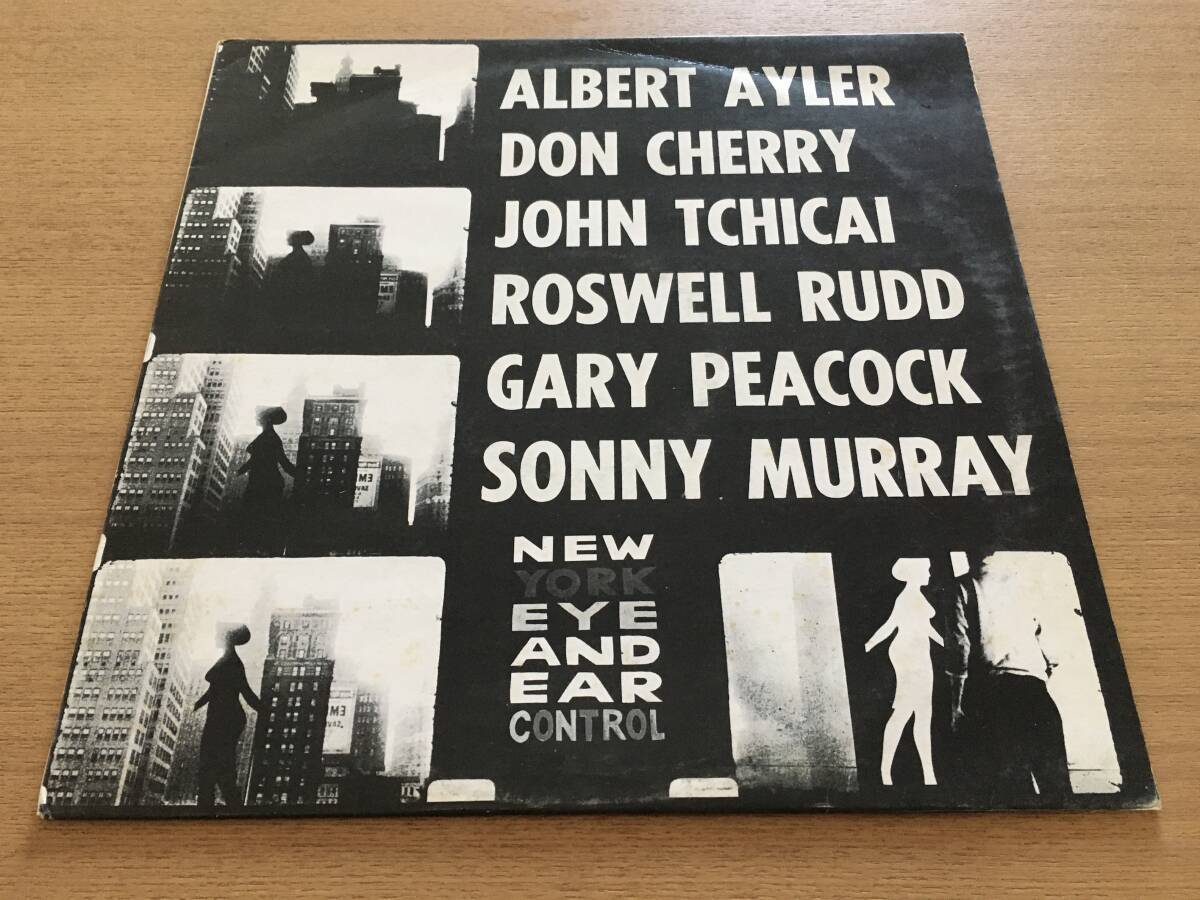 ALBERT AYLER
DON CHERRY
JOHN TCHICAI
ROSWELL RUDD
GARY PEACOCK
SONNY MURRAY
NEW
YORK
EYE
AND
EAR
CONTROL